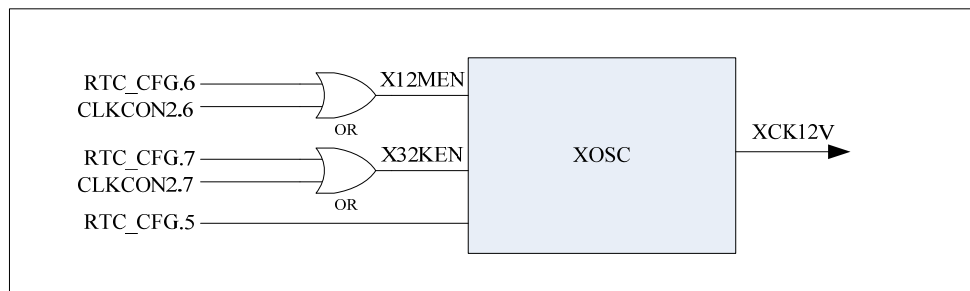 RTC_CFG.6
X12MEN
CLKCON2.6
OR
XCK12V
RTC_CFG.7
X32KEN
XOSC
CLKCON2.7
OR
RTC_CFG.5